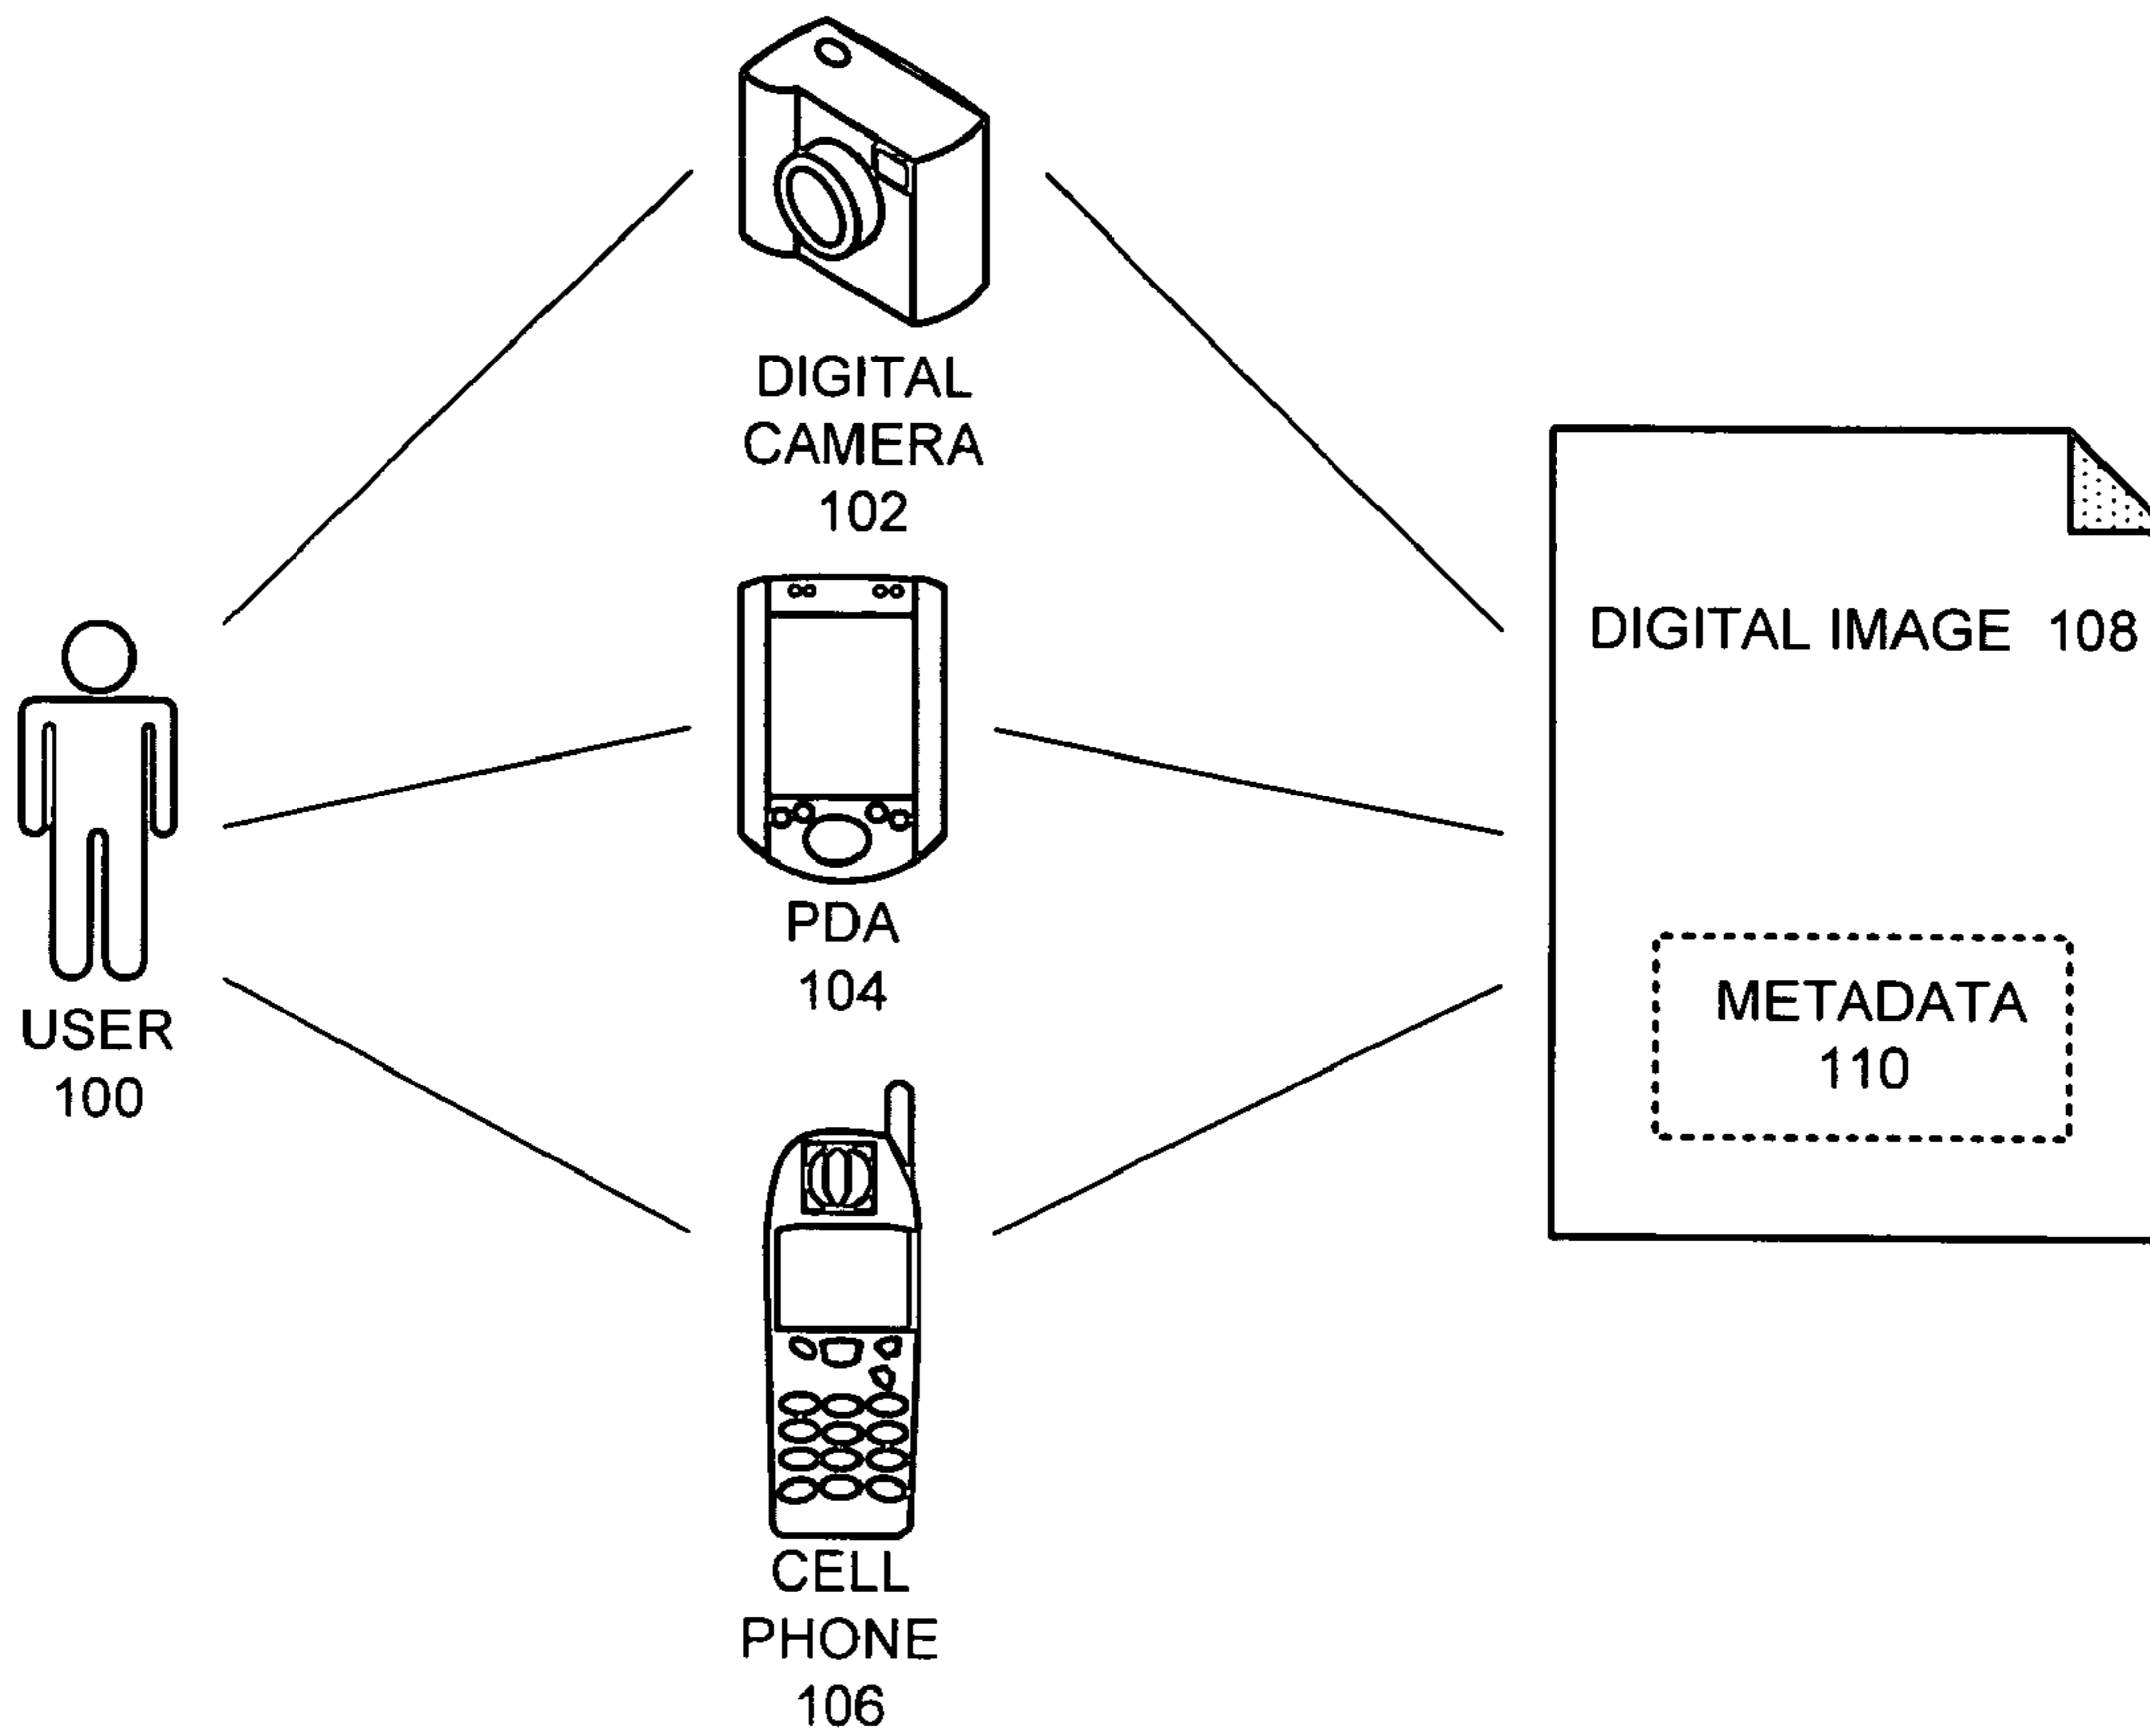 DIGITAL
CAMERA
102
DIGITAL IMAGE 108
PDA
104
METADATA
110
USER
100
CELL
PHONE
106